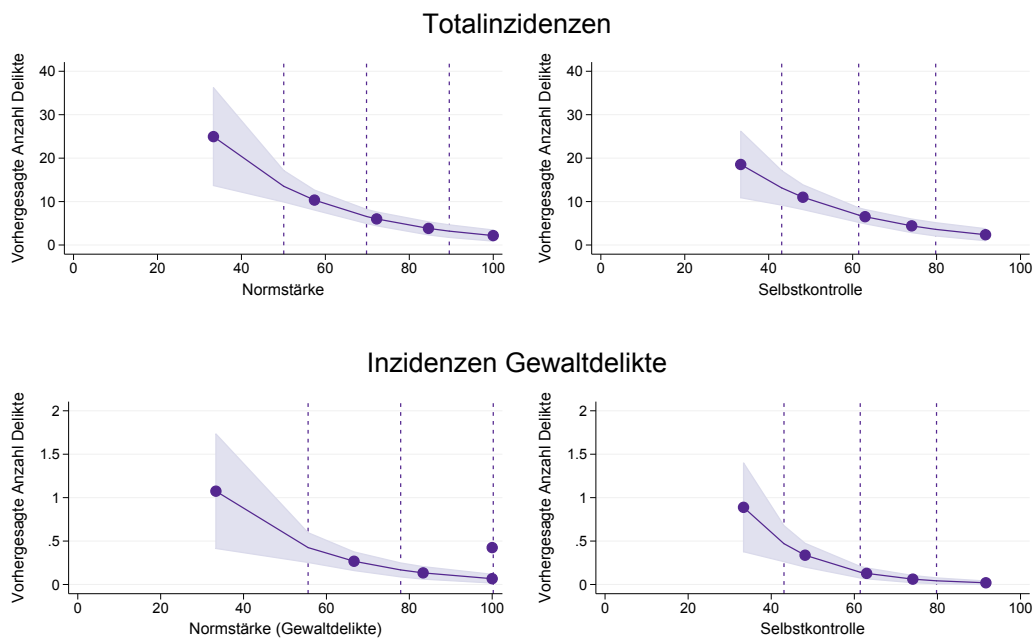 Totalinzidenzen
Vorhergesagte Anzahl Delikte
40
30
20
10
0
0 20 40 60 80 100
Normstärke
Vorhergesagte Anzahl Delikte
40
30
20
10
0
0 20 40 60 80 100
Selbstkontrolle
Inzidenzen Gewaltdelikte
Vorhergesagte Anzahl Delikte
2
1.5
1
.5
0
0 20 40 60 80 100
Normstärke (Gewaltdelikte)
Vorhergesagte Anzahl Delikte
2
1.5
1
.5
0
0 20 40 60 80 100
Selbstkontrolle